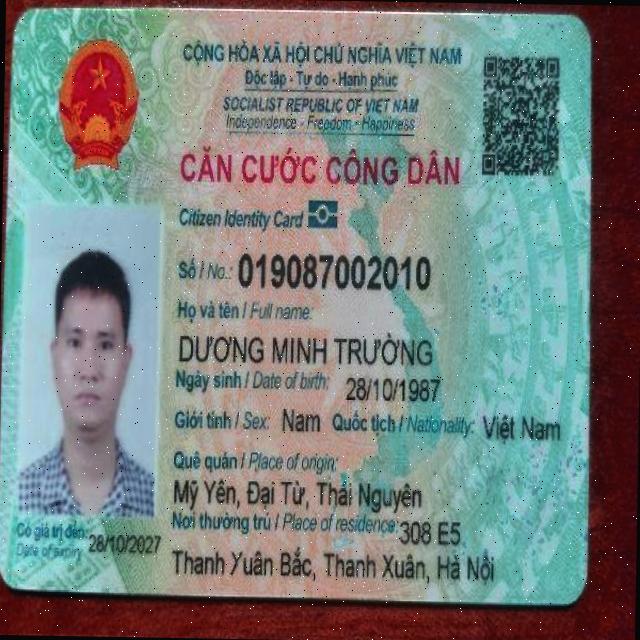 CỘNG HÒA XÃ HỘI CHỦ NGHĨA VIỆT NAM
Độc lập - Tự do - Hạnh phúc
SOCIALIST REPUBLIC OF VIET NAM
Independence - Freedom - Happiness
CĂN CƯỚC CÔNG DÂN
Citizen Identity Card
Số / No.: 019087002010
Họ và tên / Full name:
DƯƠNG MINH TRƯỜNG
Ngày sinh / Date of birth: 28/10/1987
Giới tính / Sex: Nam Quốc tịch / Nationality: Việt Nam
Quê quán / Place of origin:
Mỹ Yên, Đại Từ, Thái Nguyên
Nơi thường trú / Place of residence: 308 E5
Thanh Xuân Bắc, Thanh Xuân, Hà Nội
Có giá trị đến: 28/10/2027
Date of expiry